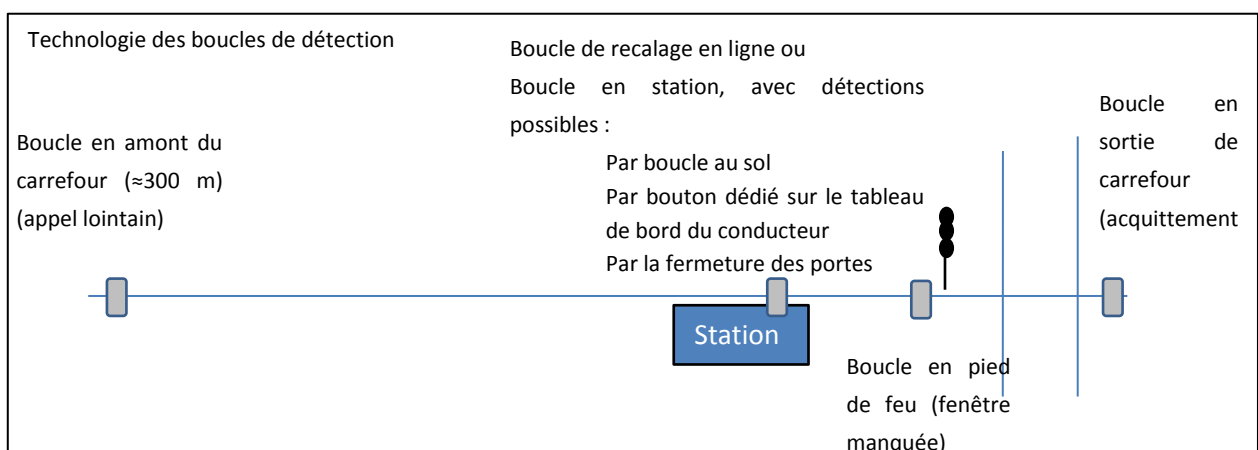 Technologie des boucles de détection
Boucle en amont du
carrefour (≈300 m)
(appel lointain)
Boucle de recalage en ligne ou
Boucle en station, avec détections
possibles :
Par boucle au sol
Par bouton dédié sur le tableau
de bord du conducteur
Par la fermeture des portes
Station
Boucle en pied
de feu (fenêtre
manquée)
Boucle en
sortie de
carrefour
(acquittement